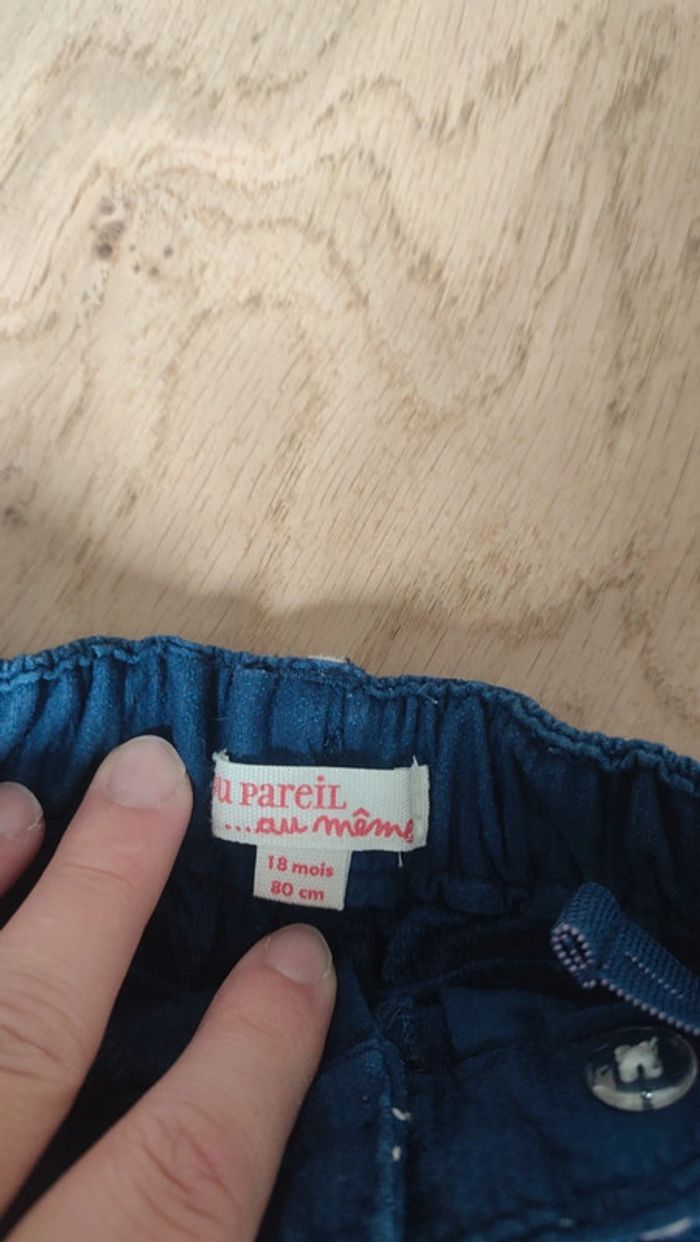 u PareiL
...au même
18 mois
80 cm